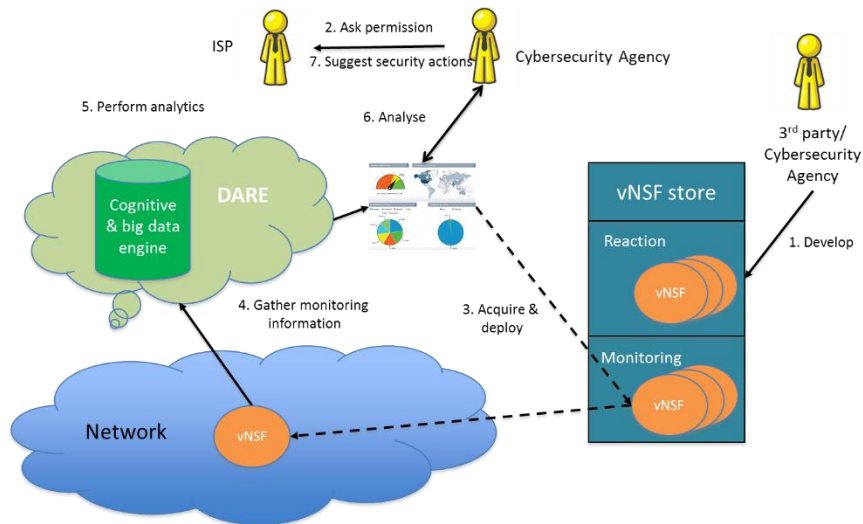 2. Ask permission
ISP
7. Suggest security actions
Cybersecurity Agency
5. Perform analytics
6. Analyse
3rd party/
Cybersecurity
Agency
DARE
Cognitive
& big data
engine
vNSF store
Reaction
1. Develop
vNSF
4. Gather monitoring
information
3. Acquire &
deploy
Monitoring
vNSF
Network
vNSF